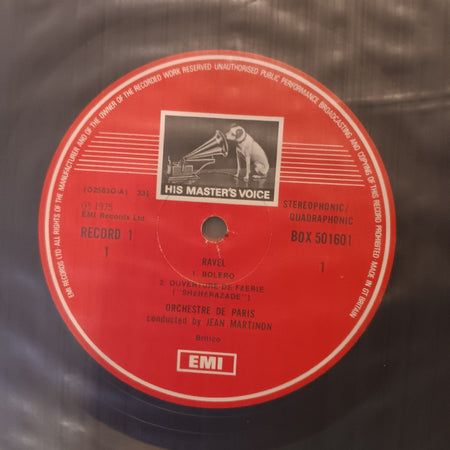 EMI RECORDS LTD ALL RIGHTS OF THE MANUFACTURER AND OF THE OWNER OF THE RECORDED WORK RESERVED UNAUTHORISED PUBLIC PERFORMANCE BROADCASTING AND COPYING OF THIS RECORD PROHIBITED MADE IN GT BRITAIN
HIS MASTER'S VOICE
33⅓
℗ 1975
EMI Records Ltd.
STEREOPHONIC/
QUADRAPHONIC
RECORD 1
BOX 501601
1
1
RAVEL
1. BOLERO
2. OUVERTURE DE FEERIE
("SHEHERAZADE")
ORCHESTRE DE PARIS
conducted by JEAN MARTINON
Britico
EMI